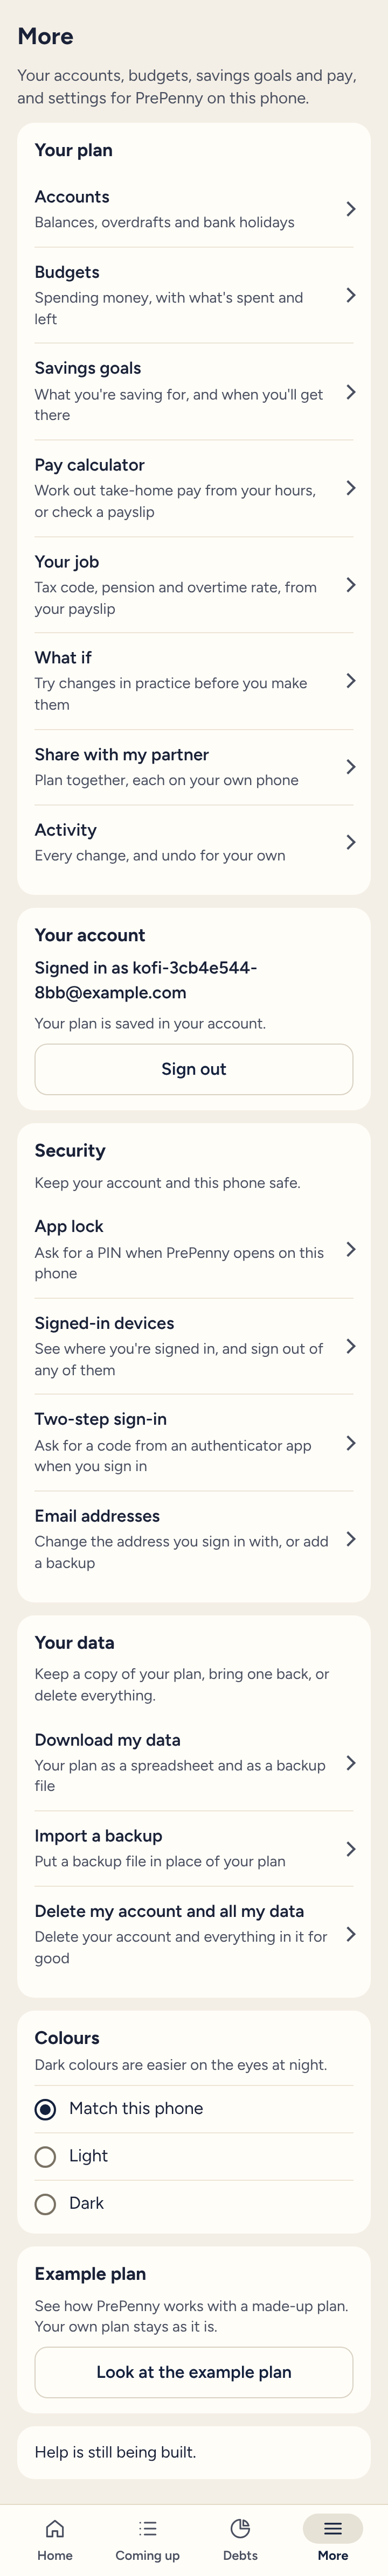 More
Your accounts, budgets, savings goals and pay,
and settings for PrePenny on this phone.
Your plan
Accounts
Balances, overdrafts and bank holidays
Budgets
Spending money, with what's spent and
left
Savings goals
What you're saving for, and when you'll get
there
Pay calculator
Work out take-home pay from your hours,
or check a payslip
Your job
Tax code, pension and overtime rate, from
your payslip
What if
Try changes in practice before you make
them
Share with my partner
Plan together, each on your own phone
Activity
Every change, and undo for your own
Your account
Signed in as kofi-3cb4e544-
8bb@example.com
Your plan is saved in your account.
Sign out
Security
Keep your account and this phone safe.
App lock
Ask for a PIN when PrePenny opens on this
phone
Signed-in devices
See where you're signed in, and sign out of
any of them
Two-step sign-in
Ask for a code from an authenticator app
when you sign in
Email addresses
Change the address you sign in with, or add
a backup
Your data
Keep a copy of your plan, bring one back, or
delete everything.
Download my data
Your plan as a spreadsheet and as a backup
file
Import a backup
Put a backup file in place of your plan
Delete my account and all my data
Delete your account and everything in it for
good
Colours
Dark colours are easier on the eyes at night.
Match this phone
Light
Dark
Example plan
See how PrePenny works with a made-up plan.
Your own plan stays as it is.
Look at the example plan
Help is still being built.
Home
Coming up
Debts
More